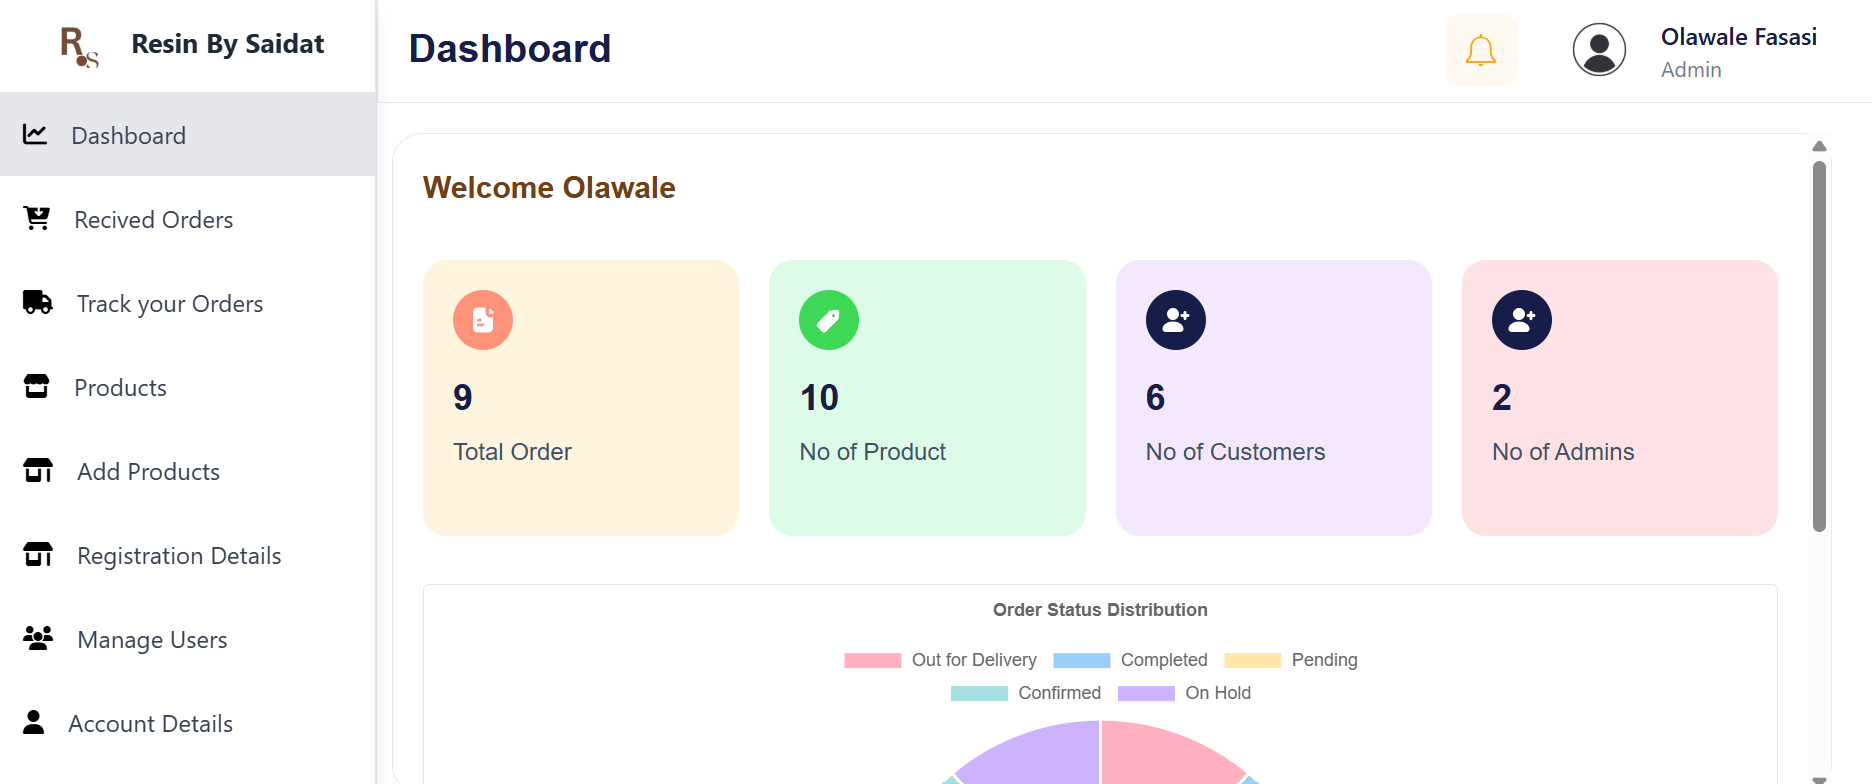 RS
Resin By Saidat
Dashboard
Olawale Fasasi
Admin
Dashboard
Recived Orders
Track your Orders
Products
Add Products
Registration Details
Manage Users
Account Details
Welcome Olawale
9
Total Order
10
No of Product
6
No of Customers
2
No of Admins
Order Status Distribution
Out for Delivery Completed Pending
Confirmed On Hold